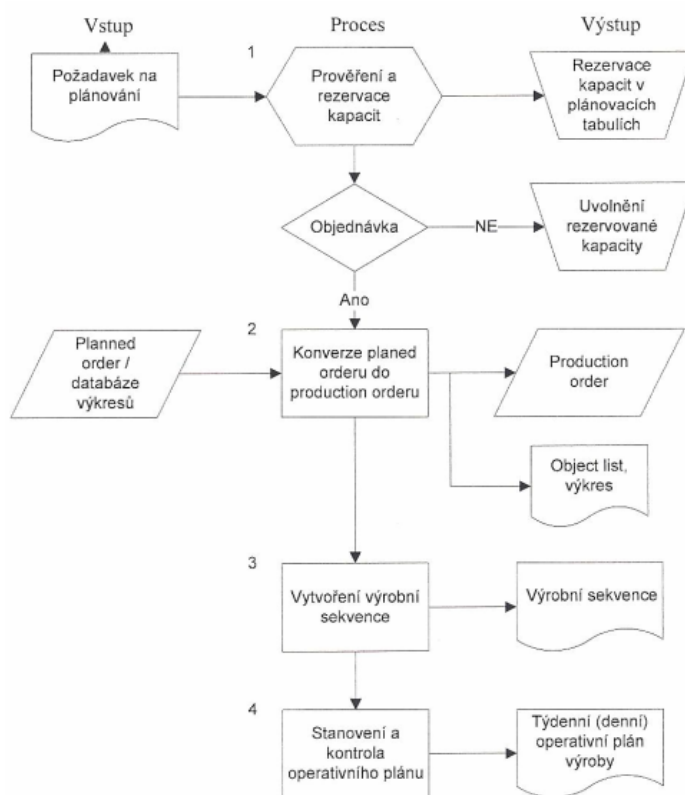 Vstup
Proces
Výstup
1
Požadavek na
plánování
Prověření a
rezervace
kapacit
Rezervace
kapacit v
plánovacích
tabulích
Objednávka
NE
Uvolnění
rezervované
kapacity
Ano
2
Planned
order /
databáze
výkresů
Konverze planed
orderu do
production orderu
Production
order
Object list,
výkres
3
Vytvoření výrobní
sekvence
Výrobní sekvence
4
Stanovení a
kontrola
operativního plánu
Týdenní (denní)
operativní plán
výroby